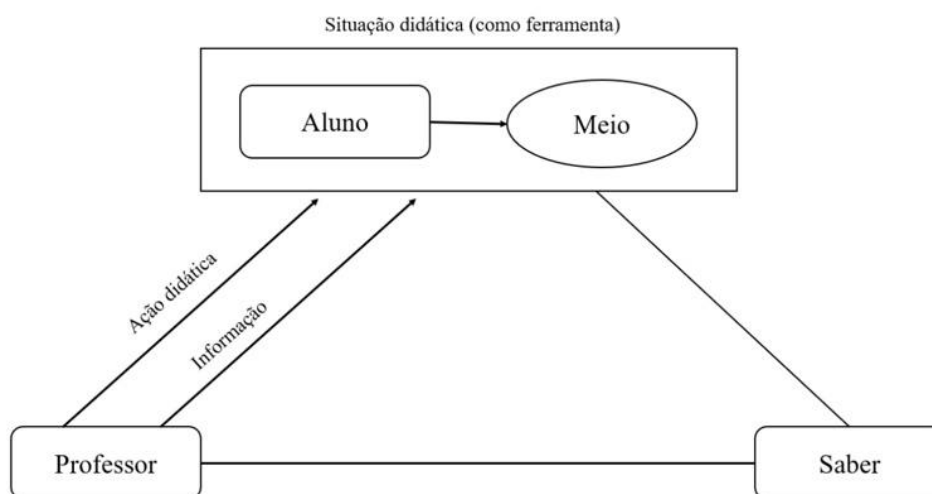 Situação didática (como ferramenta)
Aluno
Meio
Ação didática
Informação
Professor
Saber